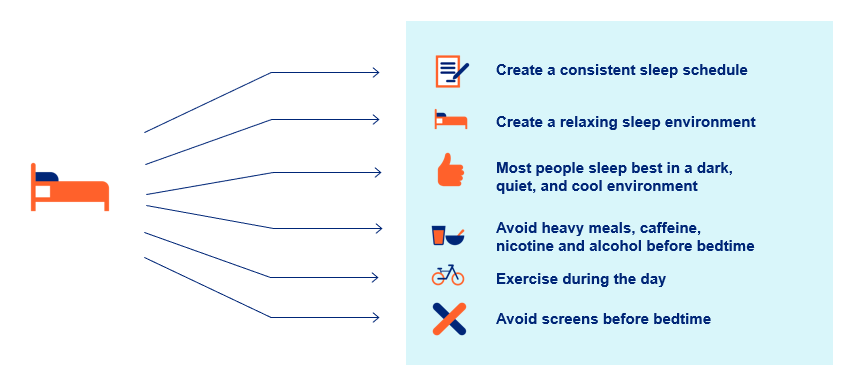 Create a consistent sleep schedule
Create a relaxing sleep environment
Most people sleep best in a dark,
quiet, and cool environment
Avoid heavy meals, caffeine,
nicotine and alcohol before bedtime
Exercise during the day
Avoid screens before bedtime